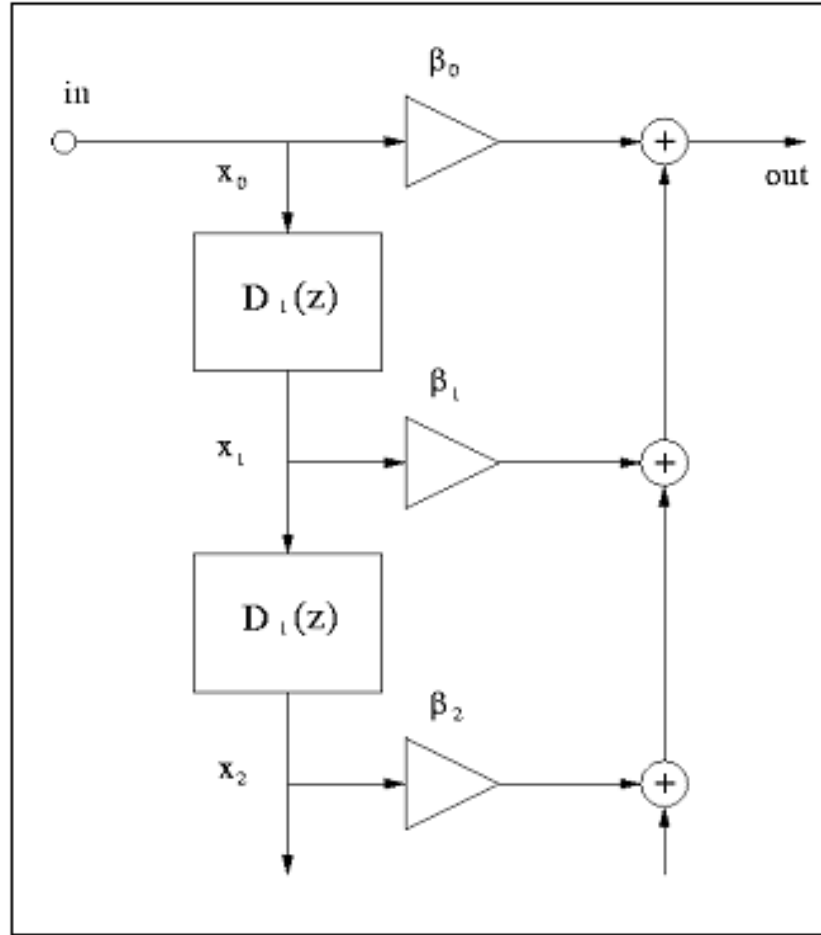 in
β₀
+
x₀
out
D₁(z)
β₁
x₁
+
D₁(z)
β₂
x₂
+